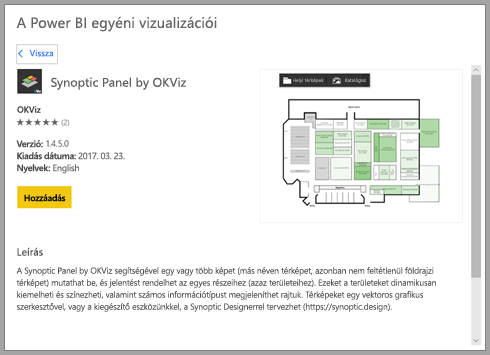 A Power BI egyéni vizualizációi
Vissza
Synoptic Panel by OKViz
OKViz
(2)
Verzió: 1.4.5.0
Kiadás dátuma: 2017. 03. 23.
Nyelvek: English
Hozzáadás
Helyi térképek Katalógus
Leírás
A Synoptic Panel by OKViz segítségével egy vagy több képet (más néven térképet, azonban nem feltétlenül földrajzi
térképet) mutathat be, és jelentést rendelhet az egyes részeihez (azaz területeihez). Ezeket a területeket dinamikusan
kiemelheti és színezheti, valamint számos információtípust megjeleníthet rajtuk. Térképeket egy vektoros grafikus
szerkesztővel, vagy a kiegészítő eszközünkkel, a Synoptic Designerrel tervezhet (https://synoptic.design).